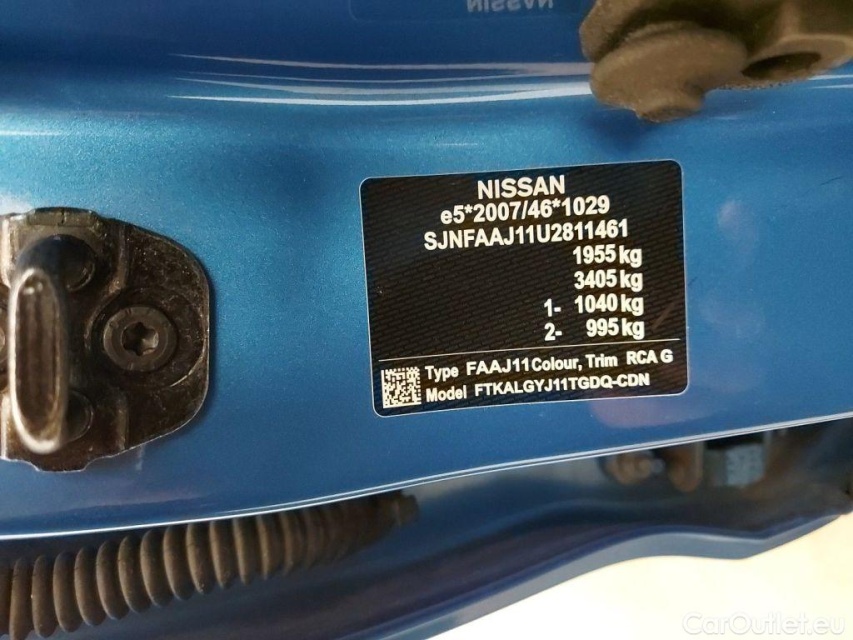 NISSAN
NISSAN
e5*2007/46*1029
SJNFAAJ11U2811461
1955 kg
3405 kg
1- 1040 kg
2- 995 kg
Type FAAJ11 Colour, Trim RCA G
Model FTKALGYJ11TGDQ-CDN
CarOutlet.eu